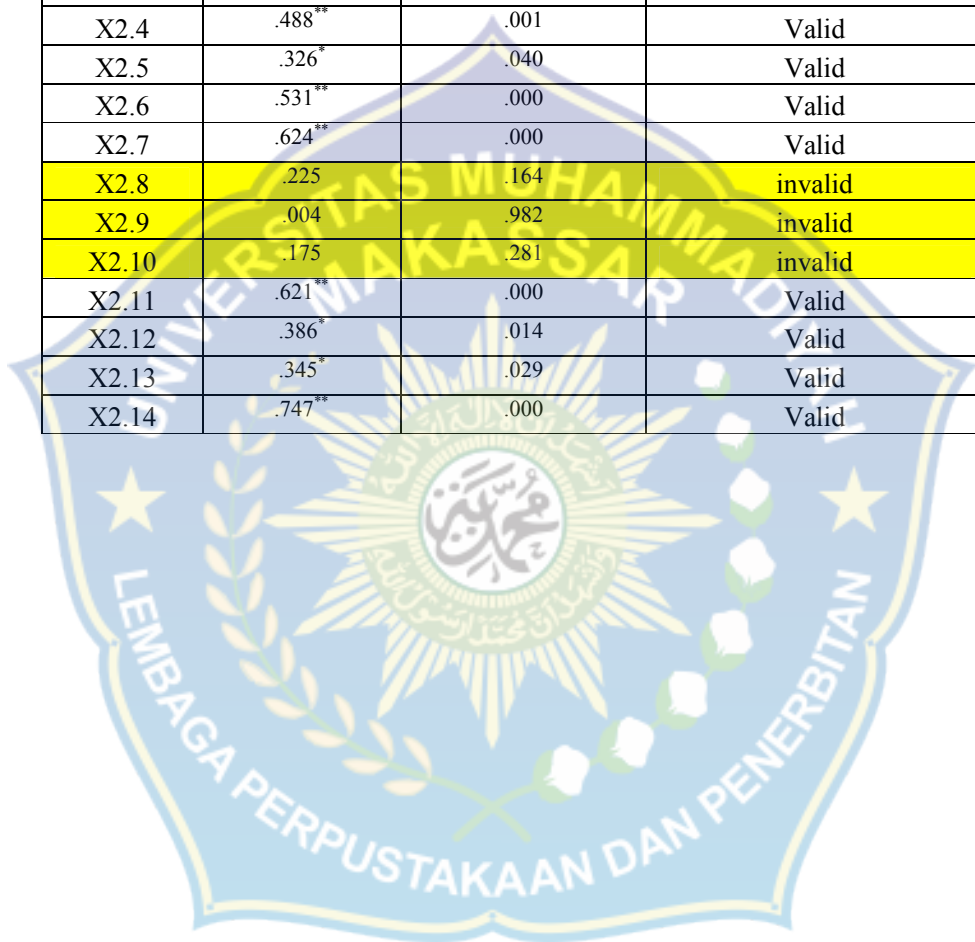 X2.4 .488** .001 Valid
X2.5 .326* .040 Valid
X2.6 .531** .000 Valid
X2.7 .624** .000 Valid
X2.8 .225 .164 invalid
X2.9 .004 .982 invalid
X2.10 .175 .281 invalid
X2.11 .621** .000 Valid
X2.12 .386* .014 Valid
X2.13 .345* .029 Valid
X2.14 .747** .000 Valid
UNIVERSITAS MUHAMMADIYAH
MAKASSAR
محمدية
LEMBAGA PERPUSTAKAAN DAN PENERBITAN